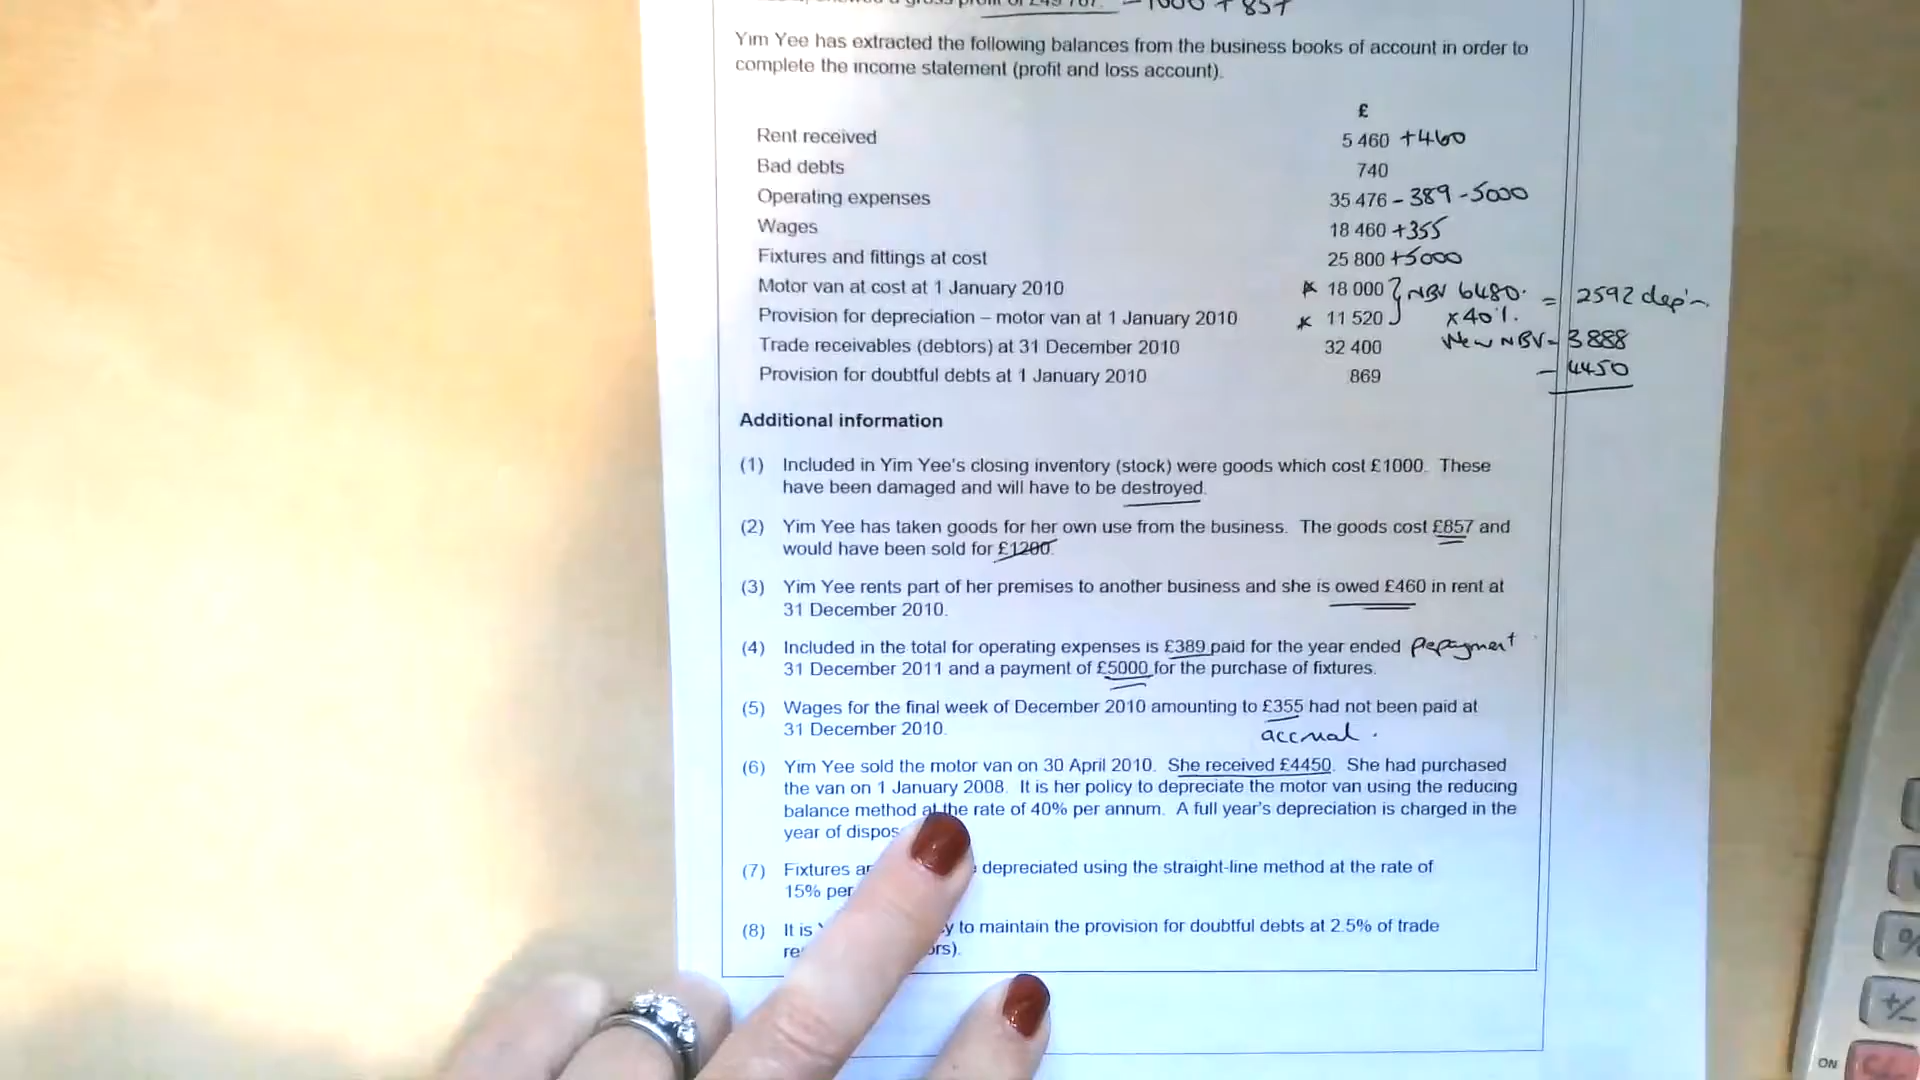 a gross profit of £49 767. - 1000 + 857
Yim Yee has extracted the following balances from the business books of account in order to
complete the income statement (profit and loss account).
£
Rent received 5 460 +460
Bad debts 740
Operating expenses 35 476 - 389 - 5000
Wages 18 460 +355
Fixtures and fittings at cost 25 800 +5000
Motor van at cost at 1 January 2010 18 000 } NBV 6480. = 2592 dep'n
Provision for depreciation – motor van at 1 January 2010 11 520 x 40%.
Trade receivables (debtors) at 31 December 2010 32 400 New NBV - 3888
Provision for doubtful debts at 1 January 2010 869 - 4450
Additional information
(1) Included in Yim Yee's closing inventory (stock) were goods which cost £1000. These
have been damaged and will have to be destroyed.
(2) Yim Yee has taken goods for her own use from the business. The goods cost £857 and
would have been sold for £1200.
(3) Yim Yee rents part of her premises to another business and she is owed £460 in rent at
31 December 2010.
(4) Included in the total for operating expenses is £389 paid for the year ended prepayment
31 December 2011 and a payment of £5000 for the purchase of fixtures.
(5) Wages for the final week of December 2010 amounting to £355 had not been paid at
31 December 2010. accrual.
(6) Yim Yee sold the motor van on 30 April 2010. She received £4450. She had purchased
the van on 1 January 2008. It is her policy to depreciate the motor van using the reducing
balance method at the rate of 40% per annum. A full year's depreciation is charged in the
year of dispos
(7) Fixtures depreciated using the straight-line method at the rate of
15% per
(8) It is to maintain the provision for doubtful debts at 2.5% of trade
ors).
%
+/-
ON